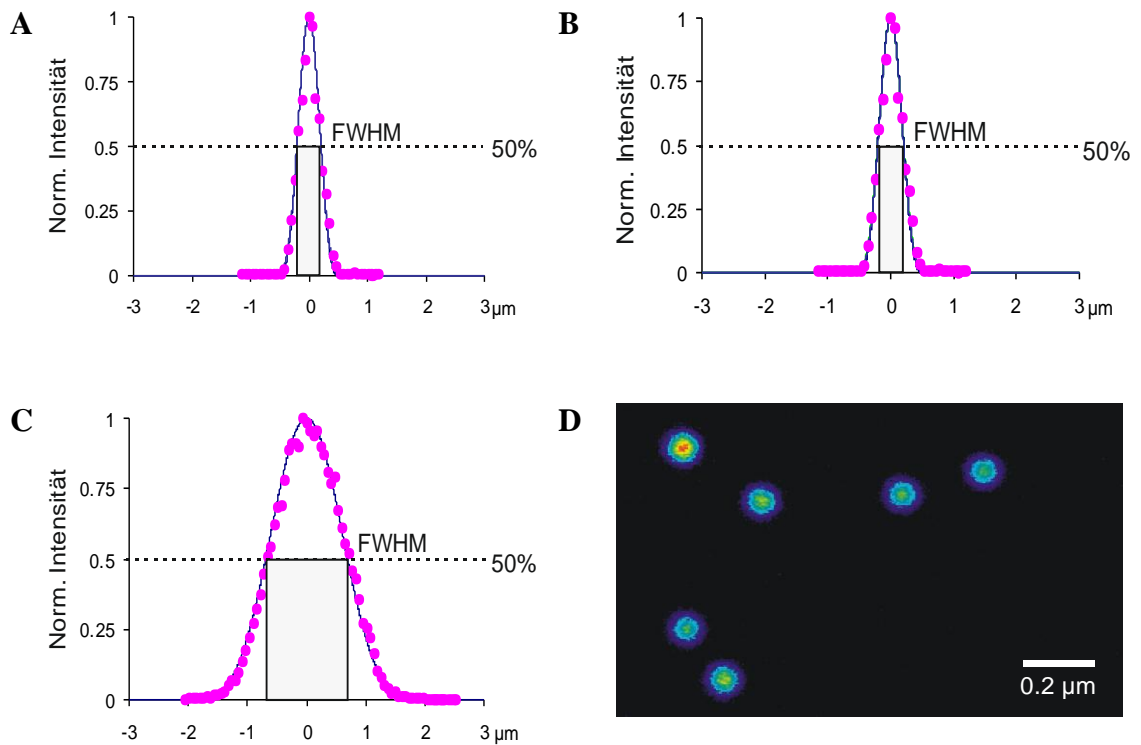 A
Norm. Intensität
1
0.75
0.5
0.25
0
FWHM
50%
-3 -2 -1 0 1 2 3 µm
B
Norm. Intensität
1
0.75
0.5
0.25
0
FWHM
50%
-3 -2 -1 0 1 2 3 µm
C
Norm. Intensität
1
0.75
0.5
0.25
0
FWHM
50%
-3 -2 -1 0 1 2 3 µm
D
0.2 µm